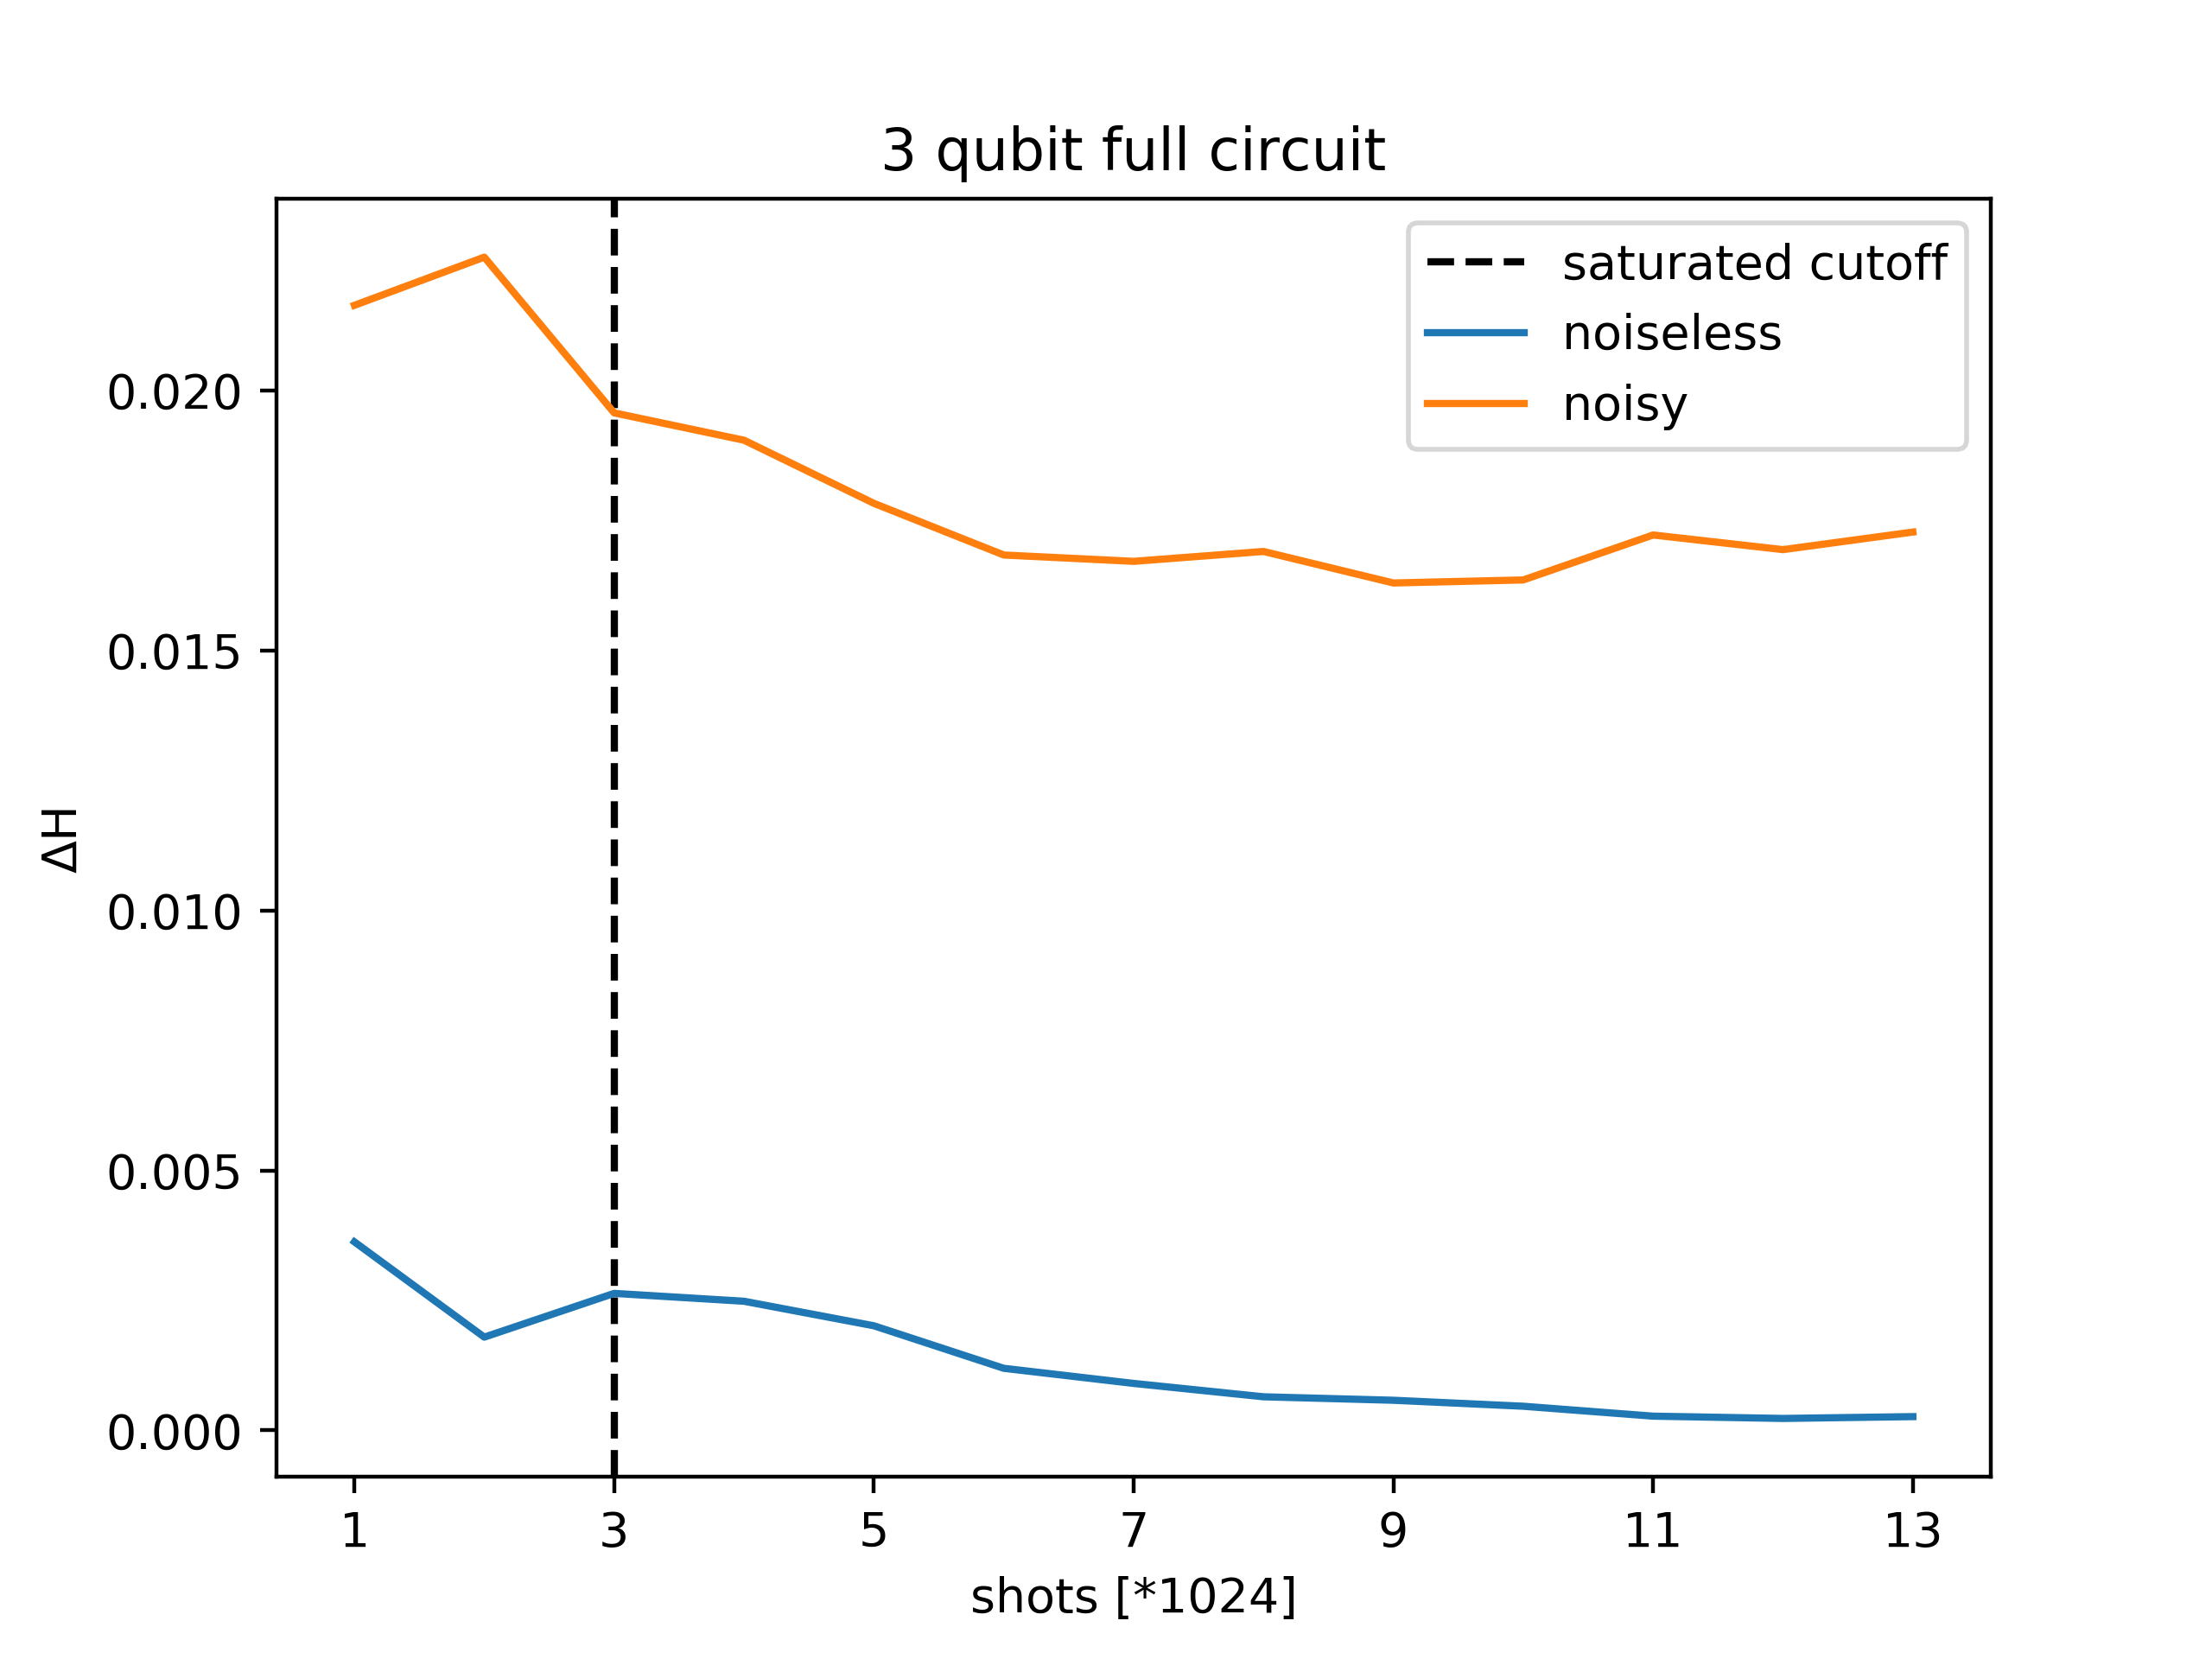 3 qubit full circuit
saturated cutoff
noiseless
noisy
0.020
0.015
0.010
0.005
0.000
ΔH
1 3 5 7 9 11 13
shots [*1024]